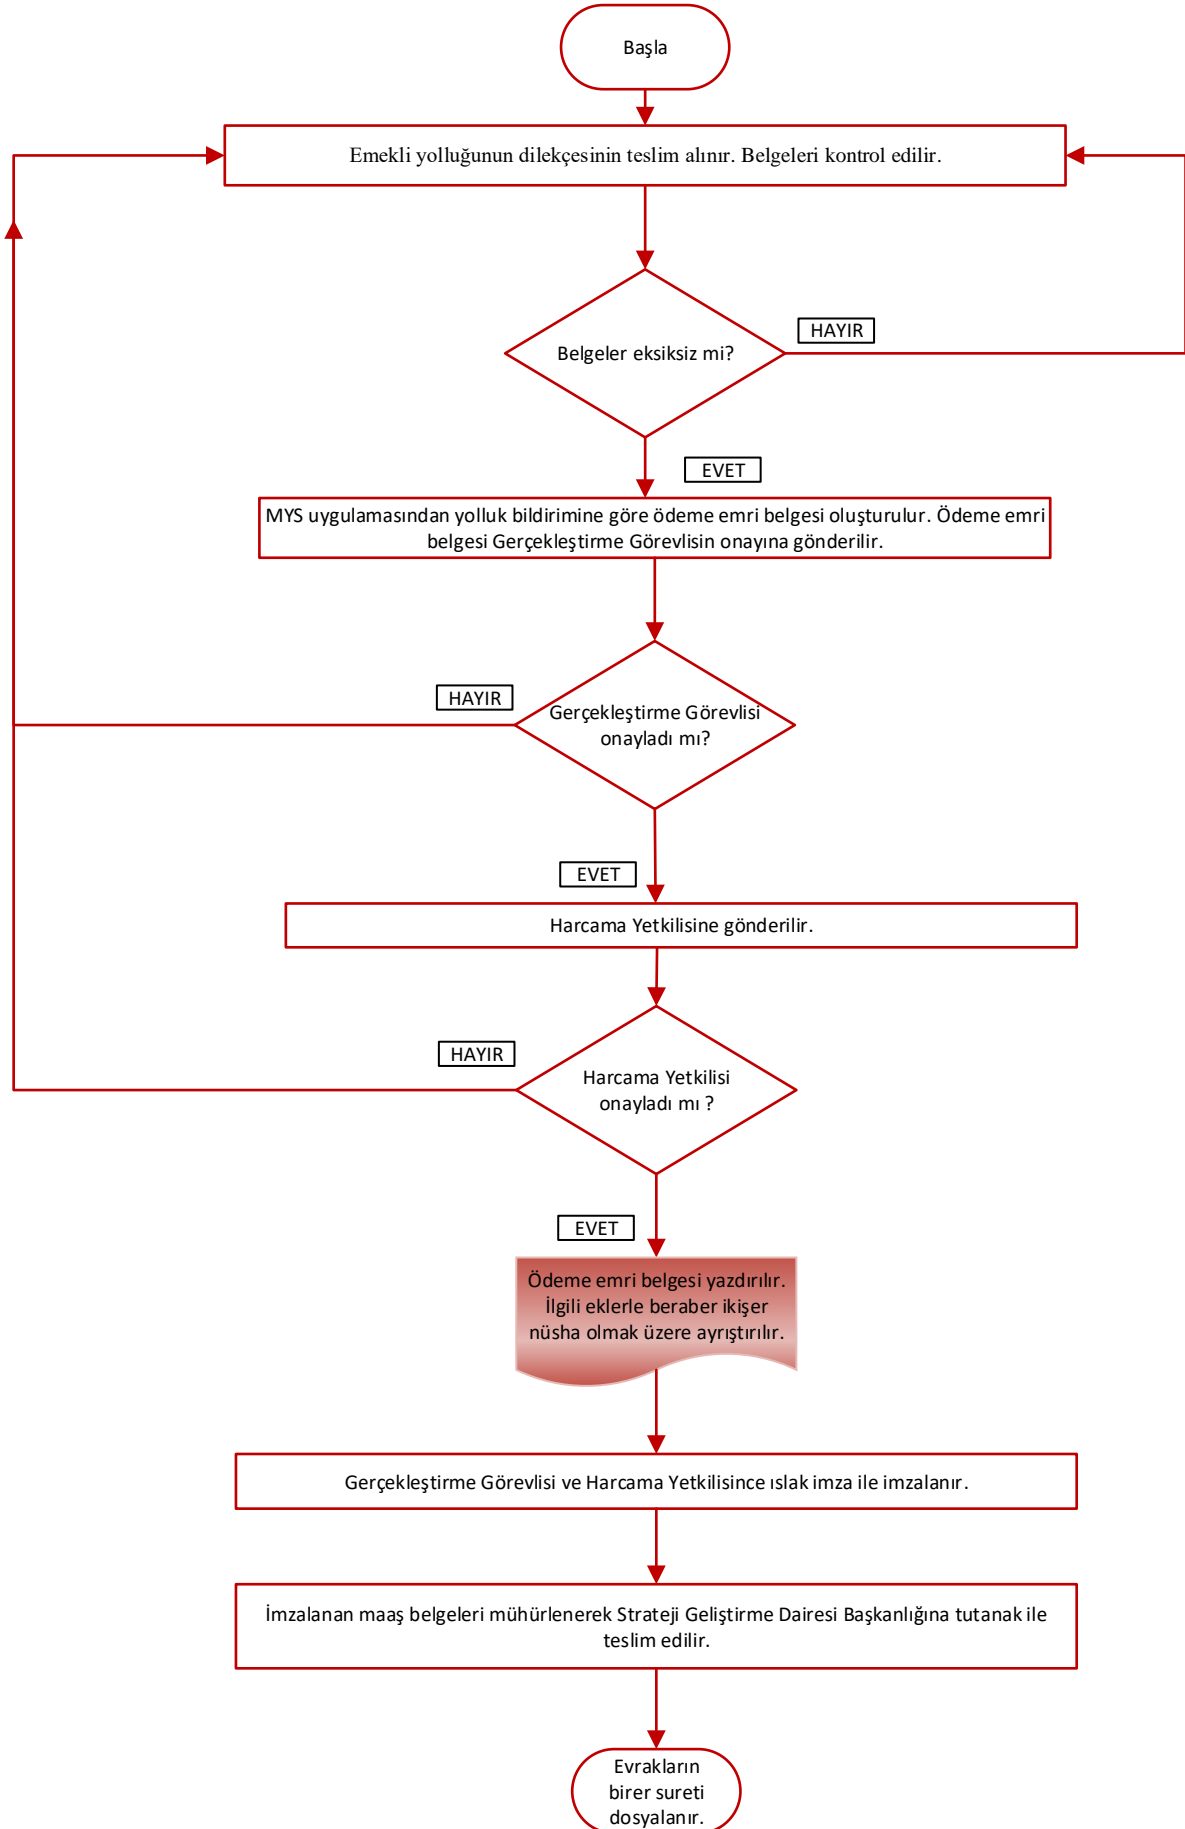 Başla
Emekli yolluğunun dilekçesinin teslim alınır. Belgeleri kontrol edilir.
Belgeler eksiksiz mi?
HAYIR
EVET
MYS uygulamasından yolluk bildirimine göre ödeme emri belgesi oluşturulur. Ödeme emri
belgesi Gerçekleştirme Görevlisin onayına gönderilir.
HAYIR
Gerçekleştirme Görevlisi
onayladı mı?
EVET
Harcama Yetkilisine gönderilir.
HAYIR
Harcama Yetkilisi
onayladı mı ?
EVET
Ödeme emri belgesi yazdırılır.
İlgili eklerle beraber ikişer
nüsha olmak üzere ayrıştırılır.
Gerçekleştirme Görevlisi ve Harcama Yetkilisince ıslak imza ile imzalanır.
İmzalanan maaş belgeleri mühürlenerek Strateji Geliştirme Dairesi Başkanlığına tutanak ile
teslim edilir.
Evrakların
birer sureti
dosyalanır.